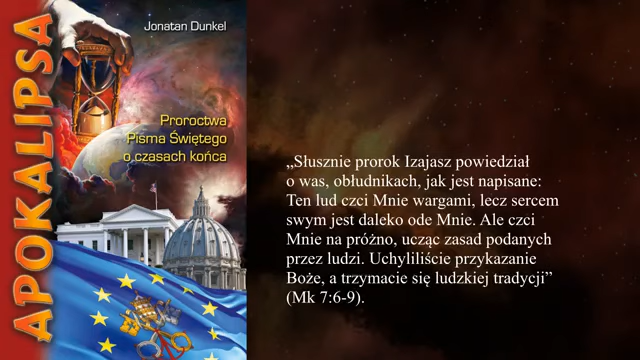 Jonatan Dunkel
APOKALIPSA
Proroctwa
Pisma Świętego
o czasach końca
„Słusznie prorok Izajasz powiedział
o was, obłudnikach, jak jest napisane:
Ten lud czci Mnie wargami, lecz sercem
swym jest daleko ode Mnie. Ale czci
Mnie na próżno, ucząc zasad podanych
przez ludzi. Uchyliliście przykazanie
Boże, a trzymacie się ludzkiej tradycji”
(Mk 7:6-9).